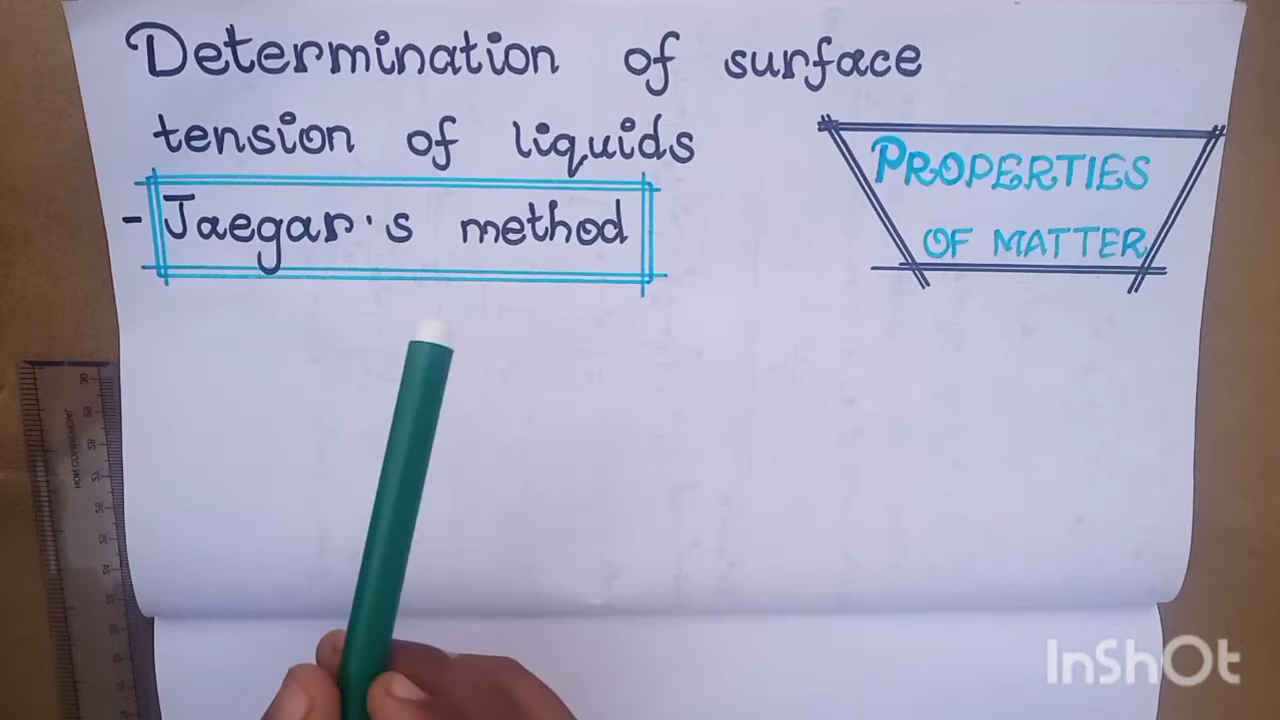 Determination of surface
tension of liquids
- Jaegar's method
PROPERTIES
OF MATTER
InShOt